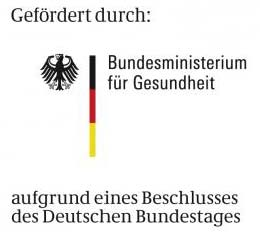 Gefördert durch:
Bundesministerium
für Gesundheit
aufgrund eines Beschlusses
des Deutschen Bundestages